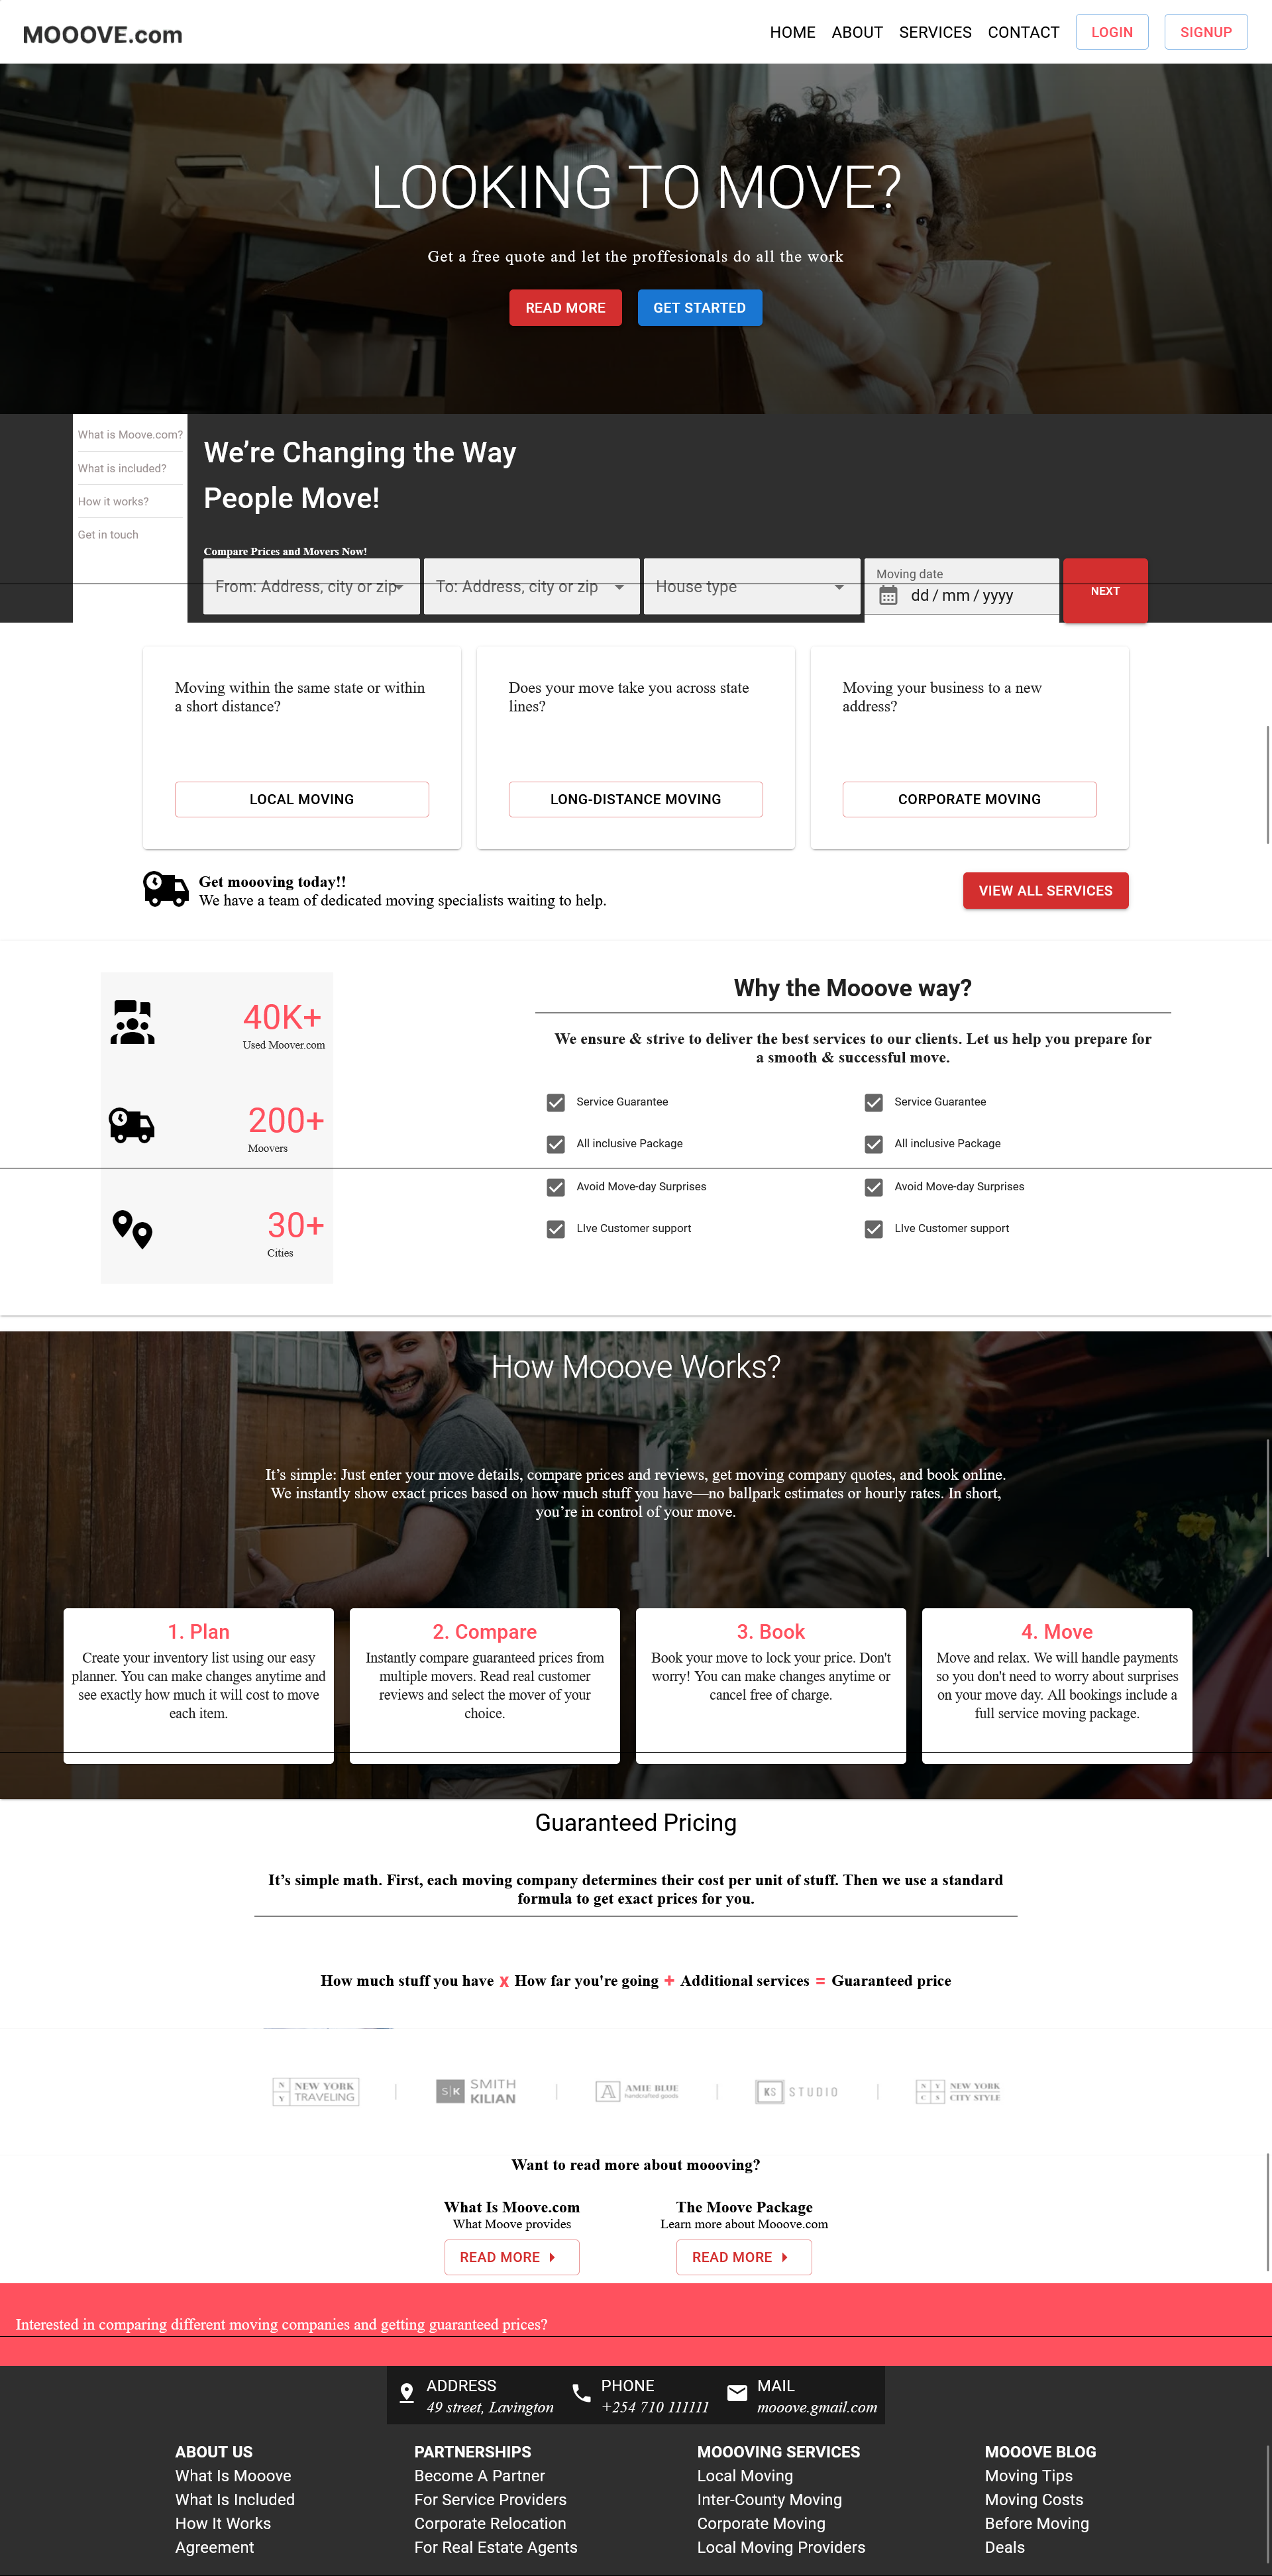 MOOOVE.com
HOME ABOUT SERVICES CONTACT LOGIN SIGNUP
LOOKING TO MOVE?
Get a free quote and let the proffesionals do all the work
READ MORE GET STARTED
What is Moove.com?
What is included?
How it works?
Get in touch
We’re Changing the Way
People Move!
Compare Prices and Movers Now!
From: Address, city or zip
To: Address, city or zip
House type
Moving date
dd / mm / yyyy
NEXT
Moving within the same state or within
a short distance?
LOCAL MOVING
Does your move take you across state
lines?
LONG-DISTANCE MOVING
Moving your business to a new
address?
CORPORATE MOVING
Get moooving today!!
We have a team of dedicated moving specialists waiting to help.
VIEW ALL SERVICES
40K+
Used Moover.com
200+
Moovers
30+
Cities
Why the Mooove way?
We ensure & strive to deliver the best services to our clients. Let us help you prepare for
a smooth & successful move.
Service Guarantee Service Guarantee
All inclusive Package All inclusive Package
Avoid Move-day Surprises Avoid Move-day Surprises
LIve Customer support LIve Customer support
How Mooove Works?
It’s simple: Just enter your move details, compare prices and reviews, get moving company quotes, and book online.
We instantly show exact prices based on how much stuff you have—no ballpark estimates or hourly rates. In short,
you’re in control of your move.
1. Plan
Create your inventory list using our easy
planner. You can make changes anytime and
see exactly how much it will cost to move
each item.
2. Compare
Instantly compare guaranteed prices from
multiple movers. Read real customer
reviews and select the mover of your
choice.
3. Book
Book your move to lock your price. Don't
worry! You can make changes anytime or
cancel free of charge.
4. Move
Move and relax. We will handle payments
so you don't need to worry about surprises
on your move day. All bookings include a
full service moving package.
Guaranteed Pricing
It’s simple math. First, each moving company determines their cost per unit of stuff. Then we use a standard
formula to get exact prices for you.
How much stuff you have x How far you're going + Additional services = Guaranteed price
N Y NEW YORK
TRAVELING
S|K SMITH
KILIAN
A AMIE BLUE
handcrafted goods
KS STUDIO
N Y C S NEW YORK
CITY STYLE
Want to read more about moooving?
What Is Moove.com
What Moove provides
READ MORE
The Moove Package
Learn more about Mooove.com
READ MORE
Interested in comparing different moving companies and getting guaranteed prices?
ADDRESS
49 street, Lavington
PHONE
+254 710 111111
MAIL
mooove.gmail.com
ABOUT US
What Is Mooove
What Is Included
How It Works
Agreement
PARTNERSHIPS
Become A Partner
For Service Providers
Corporate Relocation
For Real Estate Agents
MOOOVING SERVICES
Local Moving
Inter-County Moving
Corporate Moving
Local Moving Providers
MOOOVE BLOG
Moving Tips
Moving Costs
Before Moving
Deals